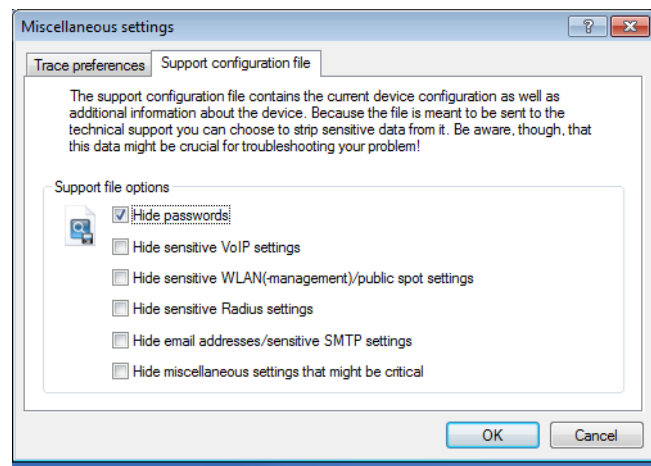 Miscellaneous settings
Trace preferences
Support configuration file
The support configuration file contains the current device configuration as well as
additional information about the device. Because the file is meant to be sent to the
technical support you can choose to strip sensitive data from it. Be aware, though, that
this data might be crucial for troubleshooting your problem!
Support file options
Hide passwords
Hide sensitive VoIP settings
Hide sensitive WLAN(-management)/public spot settings
Hide sensitive Radius settings
Hide email addresses/sensitive SMTP settings
Hide miscellaneous settings that might be critical
OK
Cancel